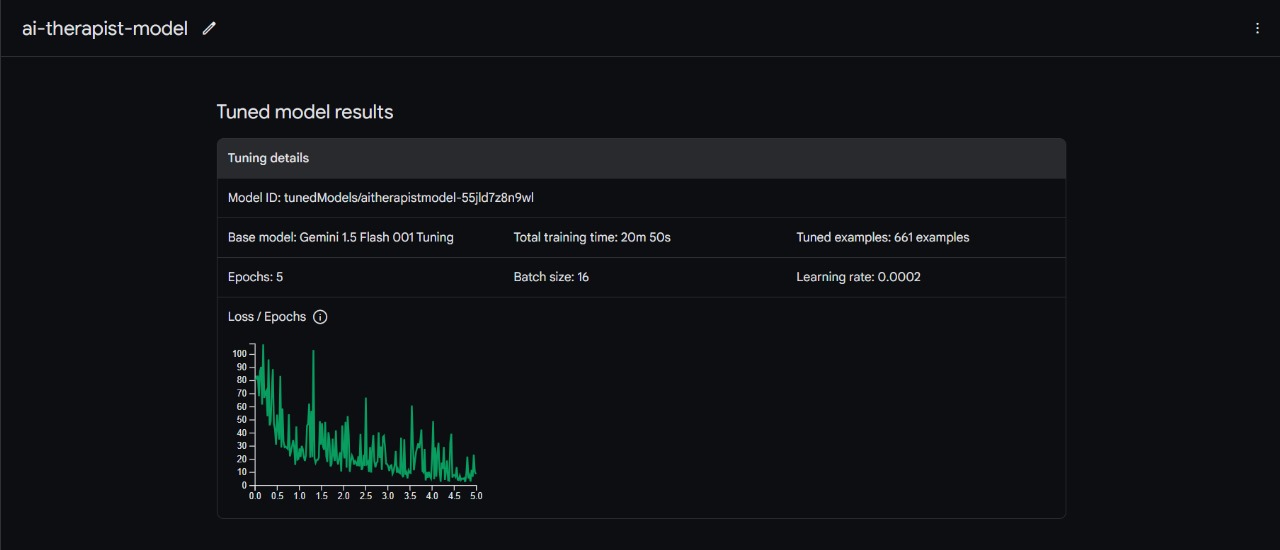 ai-therapist-model
Tuned model results
Tuning details
Model ID: tunedModels/aitherapistmodel-55jld7z8n9wl
Base model: Gemini 1.5 Flash 001 Tuning Total training time: 20m 50s Tuned examples: 661 examples
Epochs: 5 Batch size: 16 Learning rate: 0.0002
Loss / Epochs
100
90
80
70
60
50
40
30
20
10
0
0.0 0.5 1.0 1.5 2.0 2.5 3.0 3.5 4.0 4.5 5.0